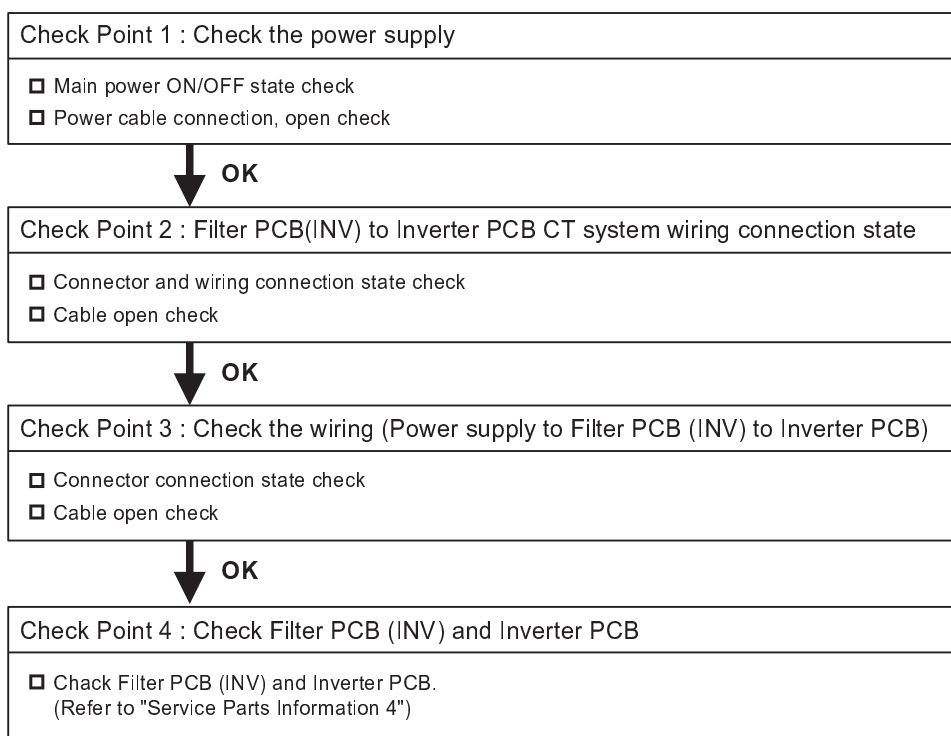 Check Point 1 : Check the power supply
Main power ON/OFF state check
Power cable connection, open check
OK
Check Point 2 : Filter PCB(INV) to Inverter PCB CT system wiring connection state
Connector and wiring connection state check
Cable open check
OK
Check Point 3 : Check the wiring (Power supply to Filter PCB (INV) to Inverter PCB)
Connector connection state check
Cable open check
OK
Check Point 4 : Check Filter PCB (INV) and Inverter PCB
Chack Filter PCB (INV) and Inverter PCB.
(Refer to "Service Parts Information 4")